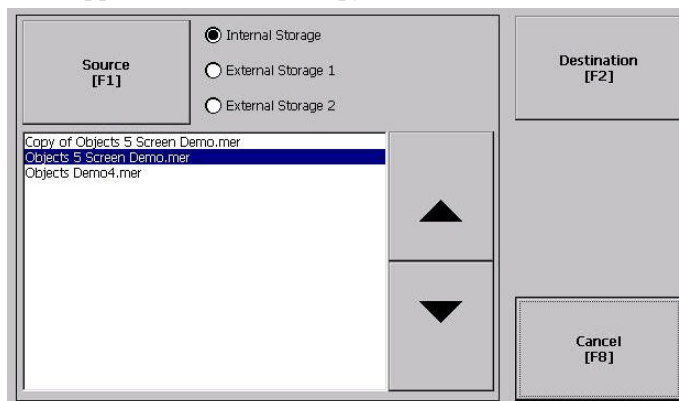 Source
[F1]
Internal Storage
External Storage 1
External Storage 2
Destination
[F2]
Copy of Objects 5 Screen Demo.mer
Objects 5 Screen Demo.mer
Objects Demo4.mer
Cancel
[F8]